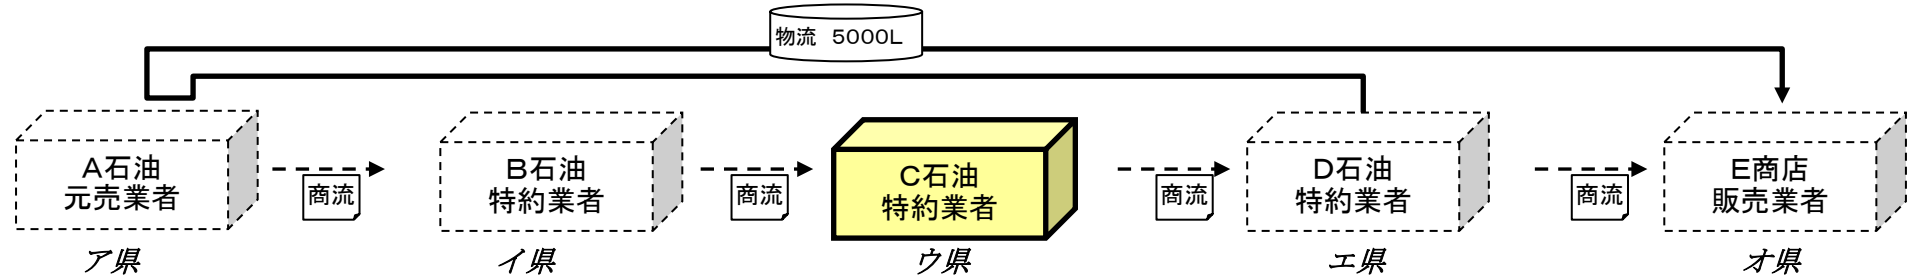 物流　5000L
A石油
元売業者
商流
B石油
特約業者
商流
C石油
特約業者
商流
D石油
特約業者
商流
E商店
販売業者
ア県
イ県
ウ県
エ県
オ県